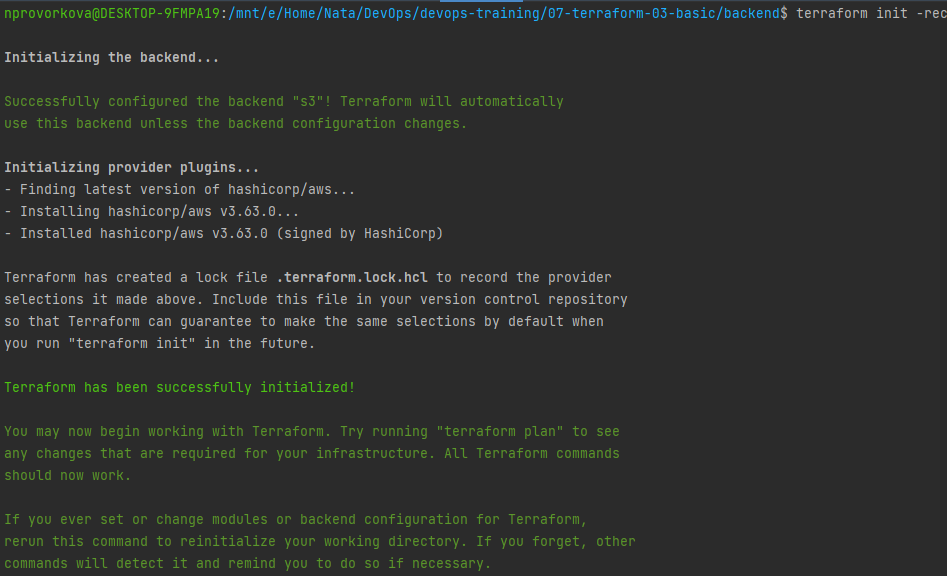 nprovorkova@DESKTOP-9FMPA19:/mnt/e/Home/Nata/DevOps/devops-training/07-terraform-03-basic/backend$ terraform init -rec
Initializing the backend...
Successfully configured the backend "s3"! Terraform will automatically
use this backend unless the backend configuration changes.
Initializing provider plugins...
- Finding latest version of hashicorp/aws...
- Installing hashicorp/aws v3.63.0...
- Installed hashicorp/aws v3.63.0 (signed by HashiCorp)
Terraform has created a lock file .terraform.lock.hcl to record the provider
selections it made above. Include this file in your version control repository
so that Terraform can guarantee to make the same selections by default when
you run "terraform init" in the future.
Terraform has been successfully initialized!
You may now begin working with Terraform. Try running "terraform plan" to see
any changes that are required for your infrastructure. All Terraform commands
should now work.
If you ever set or change modules or backend configuration for Terraform,
rerun this command to reinitialize your working directory. If you forget, other
commands will detect it and remind you to do so if necessary.